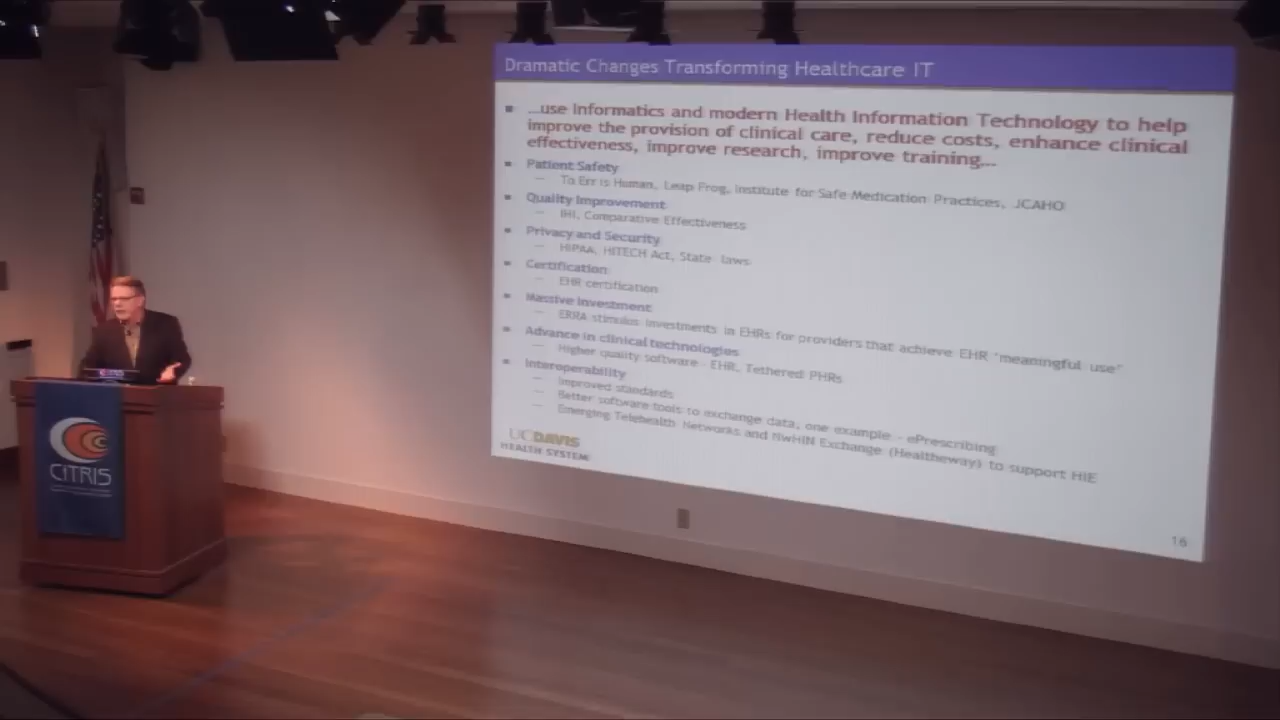 Dramatic Changes Transforming Healthcare IT
...use Informatics and modern Health Information Technology to help
improve the provision of clinical care, reduce costs, enhance clinical
effectiveness, improve research, improve training...
Patient Safety
To Err is Human, Leap Frog, Institute for Safe Medication Practices, JCAHO
Quality Improvement
IHI, Comparative Effectiveness
Privacy and Security
HIPAA, HITECH Act, State laws
Certification
EHR certification
Massive Investment
ERRA stimulus investments in EHRs for providers that achieve EHR "meaningful use"
Advance in clinical technologies
Higher quality software - EHR, Tethered PHRs
Interoperability
Improved standards
Better software tools to exchange data, one example - ePrescribing
Emerging Telehealth Networks and NwHIN Exchange (Healtheway) to support HIE
UC DAVIS
HEALTH SYSTEM
16
CITRIS